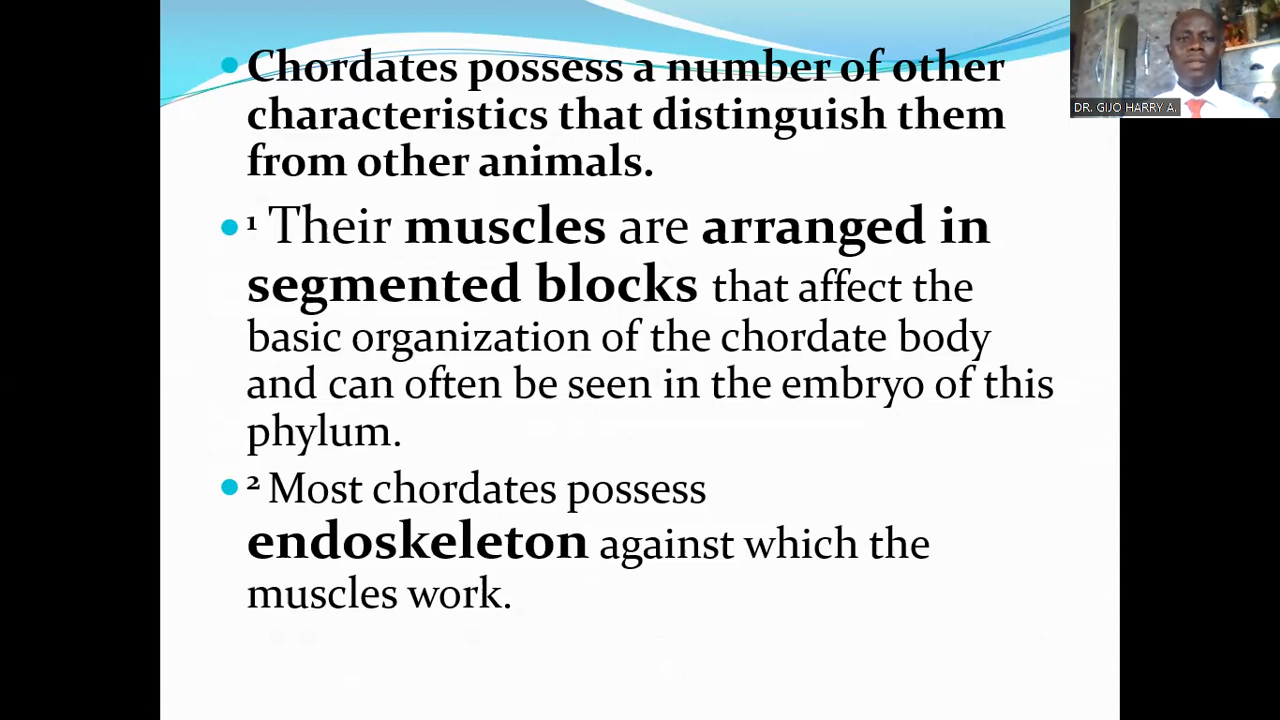 Chordates possess a number of other
characteristics that distinguish them
from other animals.
1 Their muscles are arranged in
segmented blocks that affect the
basic organization of the chordate body
and can often be seen in the embryo of this
phylum.
2 Most chordates possess
endoskeleton against which the
muscles work.
DR. GIJO HARRY A.